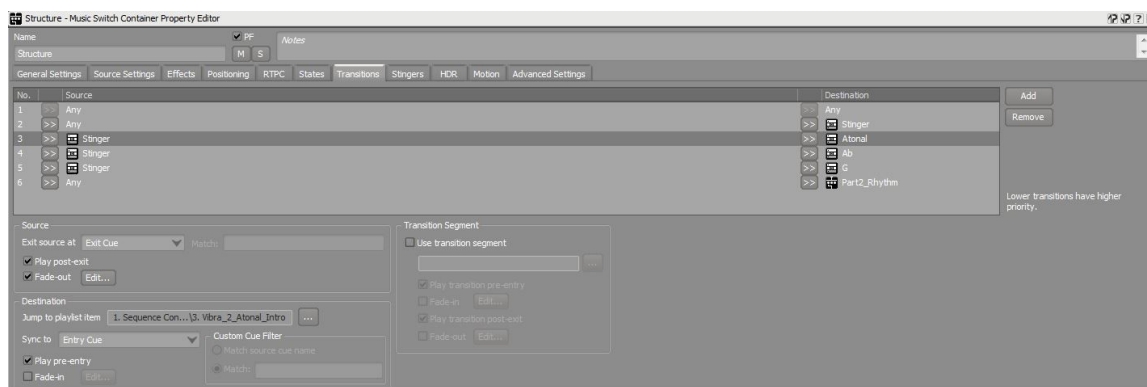 Structure - Music Switch Container Property Editor
Name
PF
Notes
Structure
M S
General Settings Source Settings Effects Positioning RTPC States Transitions Stingers HDR Motion Advanced Settings
No. Source Destination
Add
1 >> Any >> Any
2 >> Any >> Stinger
Remove
3 >> Stinger >> Atonal
4 >> Stinger >> Ab
5 >> Stinger >> G
6 >> Any >> Part2_Rhythm
Lower transitions have higher
priority.
Source
Exit source at Exit Cue Match:
Play post-exit
Fade-out Edit...
Transition Segment
Use transition segment
...
Play transition pre-entry
Fade-in Edit...
Play transition post-exit
Fade-out Edit...
Destination
Jump to playlist item 1. Sequence Con...\3. Vibra_2_Atonal_Intro ...
Sync to Entry Cue
Custom Cue Filter
Match source cue name
Match:
Play pre-entry
Fade-in Edit...